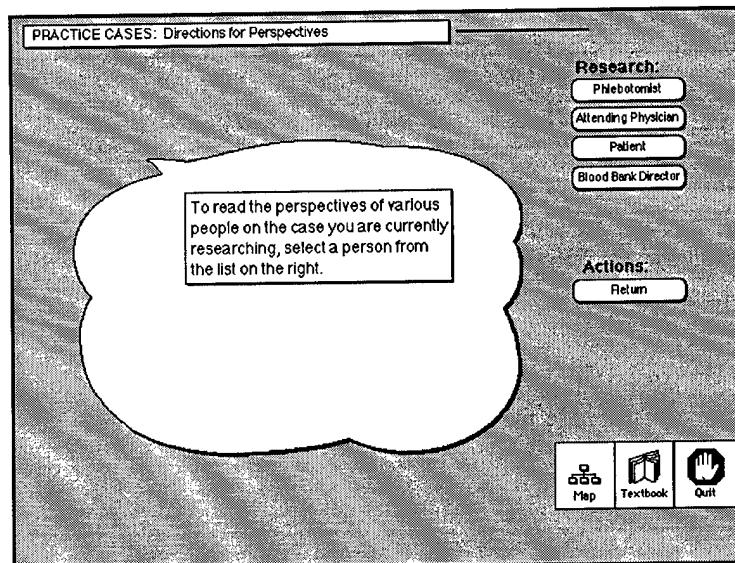 PRACTICE CASES: Directions for Perspectives
Research:
Phlebotomist
Attending Physician
Patient
Blood Bank Director
To read the perspectives of various
people on the case you are currently
researching, select a person from
the list on the right.
Actions:
Return
Map
Textbook
Quit